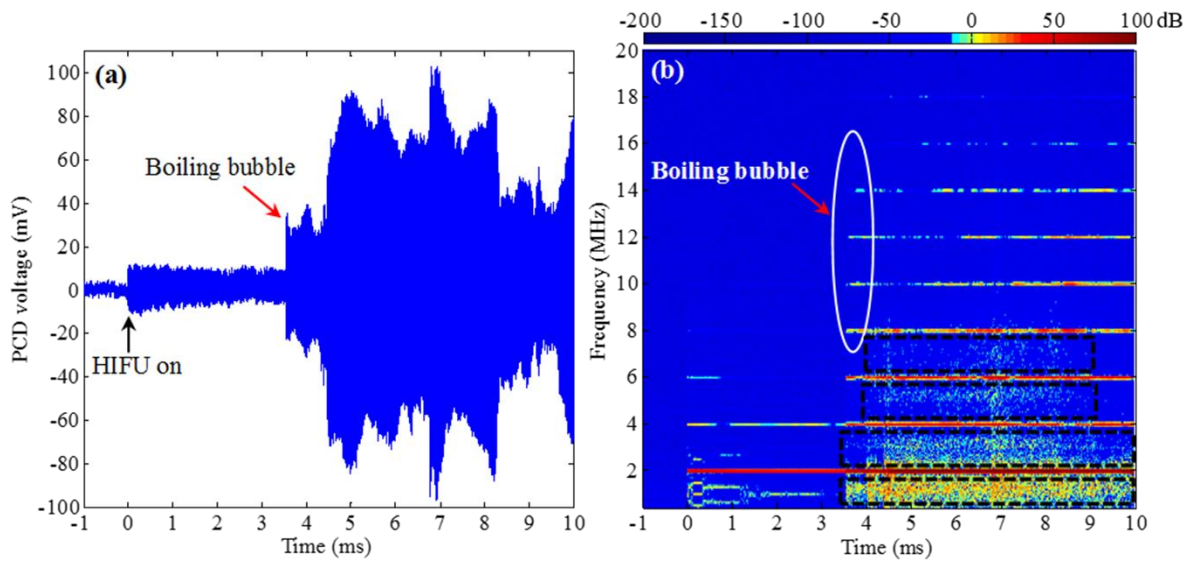 -200 -150 -100 -50 0 50 100 dB
(a)
100
80
60
40
20
0
-20
-40
-60
-80
-100
PCD voltage (mV)
Boiling bubble
HIFU on
-1 0 1 2 3 4 5 6 7 8 9 10
Time (ms)
(b)
20
18
16
14
12
10
8
6
4
2
Frequency (MHz)
Boiling bubble
-1 0 1 2 3 4 5 6 7 8 9 10
Time (ms)